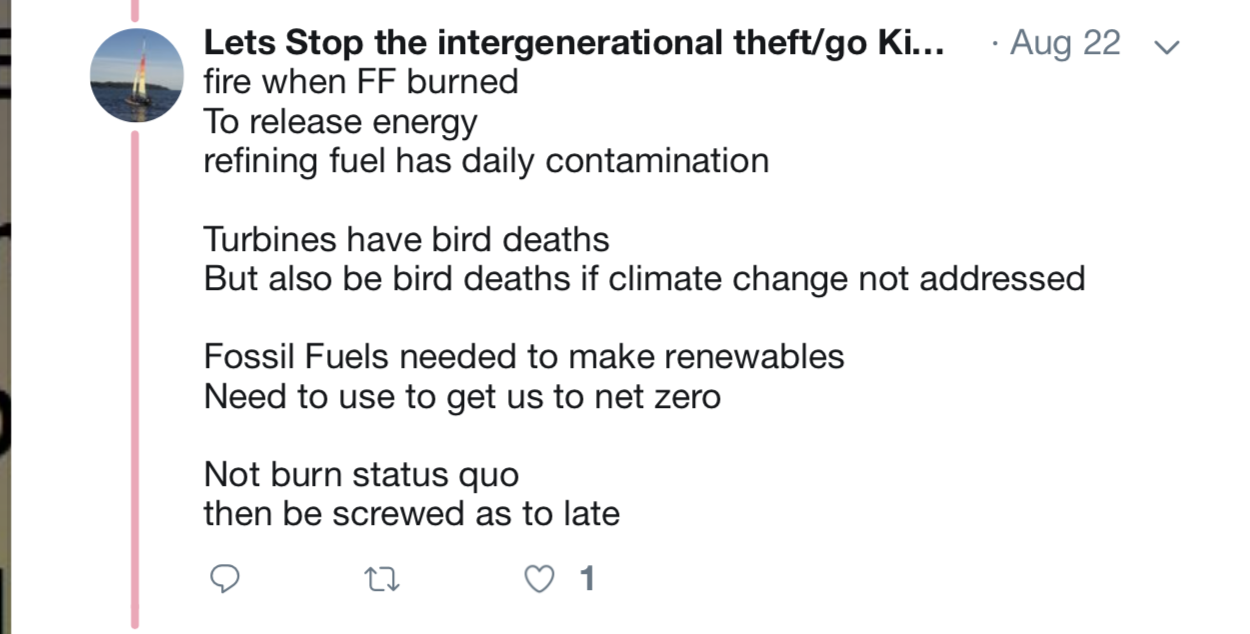 Lets Stop the intergenerational theft/go Ki... · Aug 22
fire when FF burned
To release energy
refining fuel has daily contamination
Turbines have bird deaths
But also be bird deaths if climate change not addressed
Fossil Fuels needed to make renewables
Need to use to get us to net zero
Not burn status quo
then be screwed as to late
1